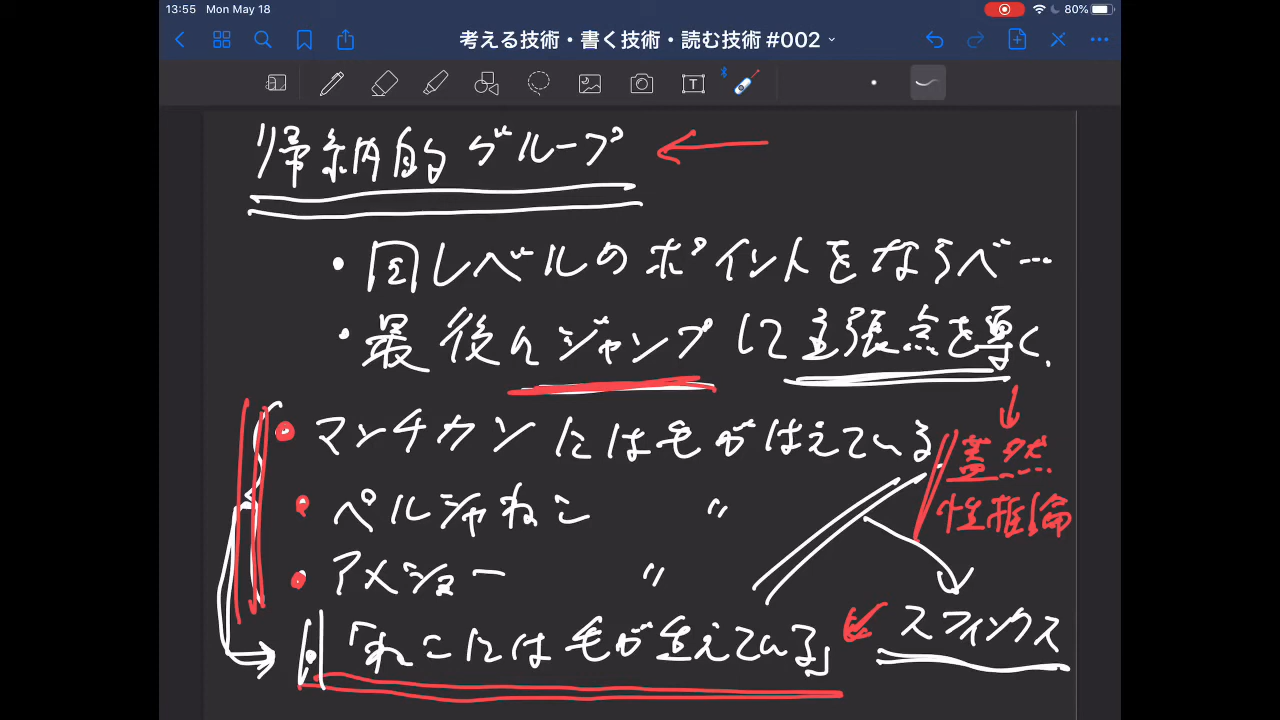 13:55 Mon May 18 80%
考える技術・書く技術・読む技術 #002
T
帰納的グループ
・同レベルのポイントをならべ…
・最後にジャンプして主張点を導く、
・マンチカンには毛がはえている
蓋然
・ペルシャねこ 〃
性推論
・アメショー 〃
スフィンクス
・「ねこには毛が生えている」